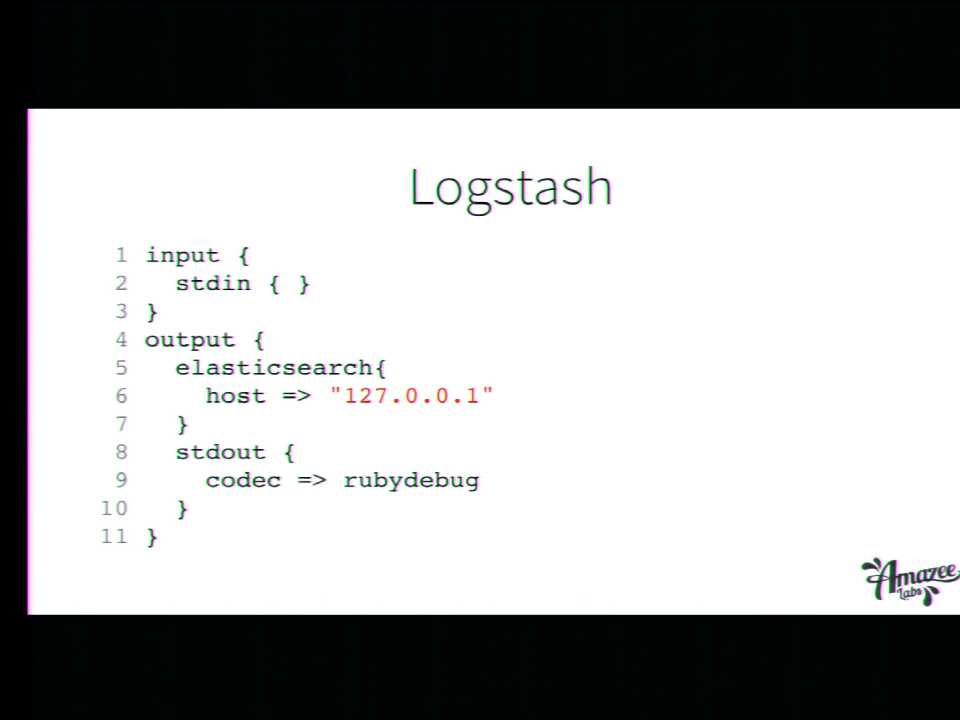 Logstash
1 input {
2   stdin { }
3 }
4 output {
5   elasticsearch{
6     host => "127.0.0.1"
7   }
8   stdout {
9     codec => rubydebug
10   }
11 }
Amazee
Labs